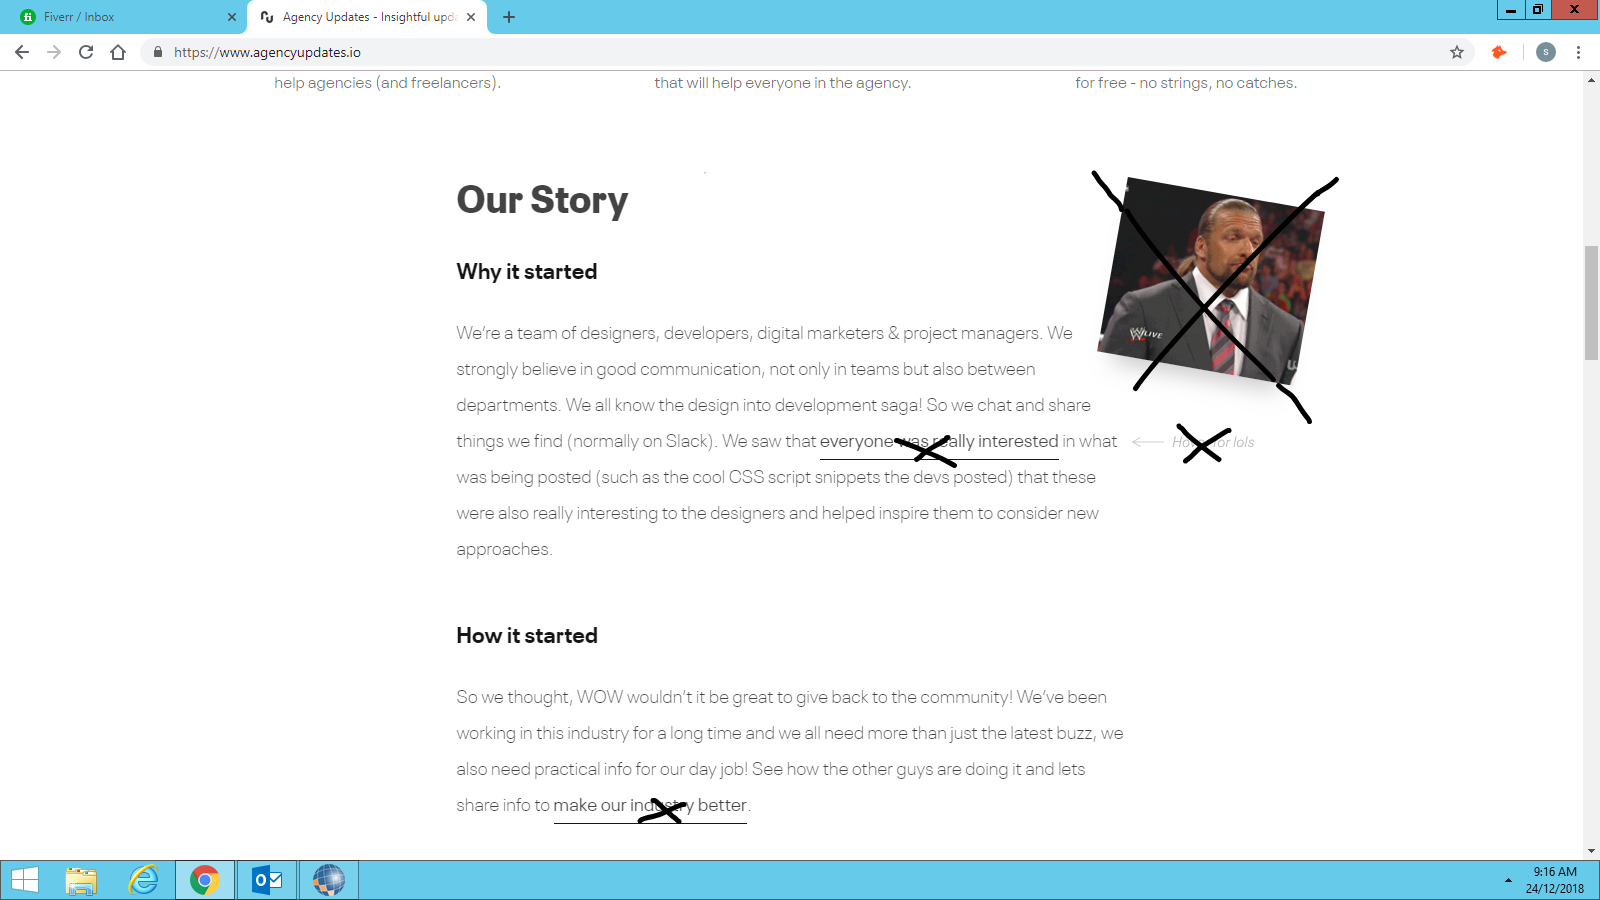 Fiverr / Inbox
Agency Updates - Insightful upda
https://www.agencyupdates.io
S
help agencies (and freelancers).
that will help everyone in the agency.
for free - no strings, no catches.
Our Story
Why it started
We're a team of designers, developers, digital marketers & project managers. We
strongly believe in good communication, not only in teams but also between
departments. We all know the design into development saga! So we chat and share
things we find (normally on Slack). We saw that everyone was really interested in what
Hover for lols
was being posted (such as the cool CSS script snippets the devs posted) that these
were also really interesting to the designers and helped inspire them to consider new
approaches.
LIVE
How it started
So we thought, WOW wouldn't it be great to give back to the community! We've been
working in this industry for a long time and we all need more than just the latest buzz, we
also need practical info for our day job! See how the other guys are doing it and lets
share info to make our industry better.
9:16 AM
24/12/2018